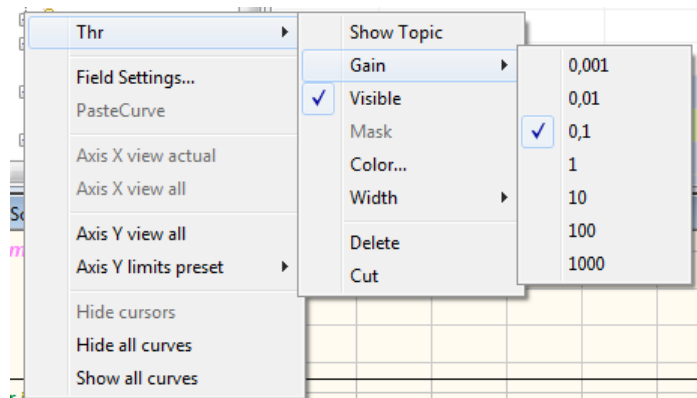 Thr
Field Settings...
PasteCurve
Axis X view actual
Axis X view all
Axis Y view all
Axis Y limits preset
Hide cursors
Hide all curves
Show all curves
Show Topic
Gain
Visible
Mask
Color...
Width
Delete
Cut
0,001
0,01
0,1
1
10
100
1000